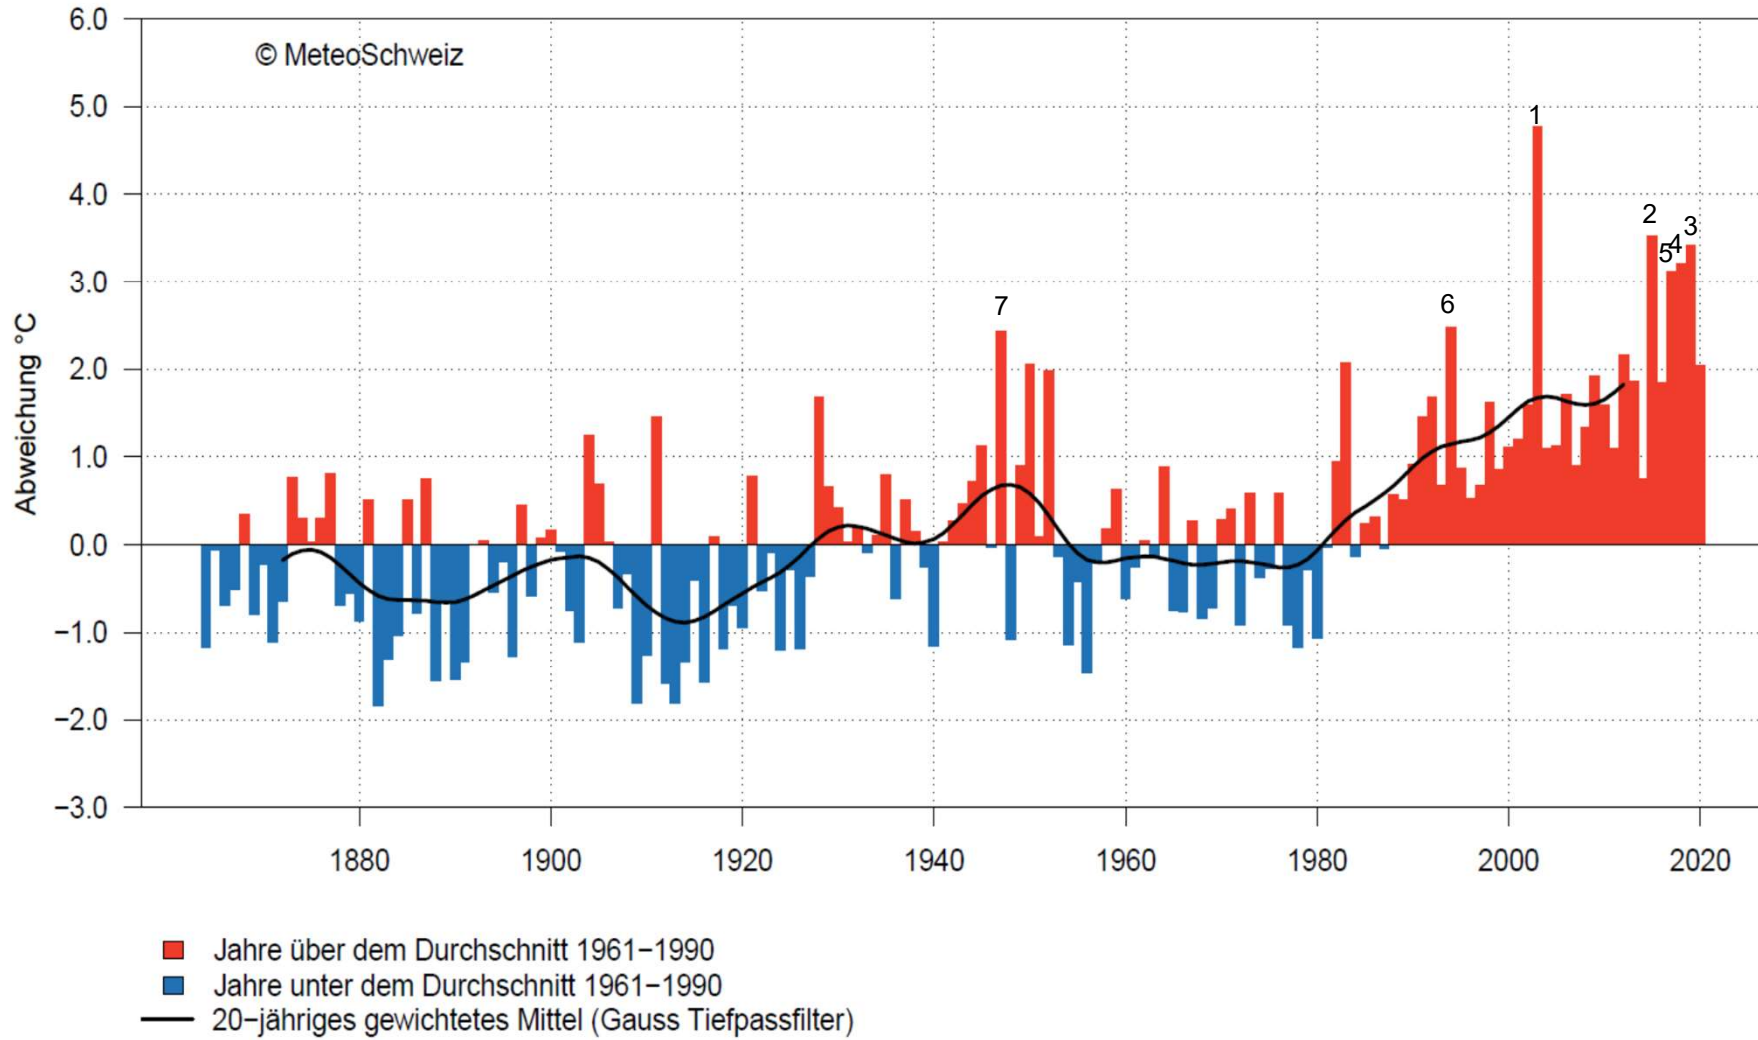 6.0
© MeteoSchweiz
5.0
1
4.0
2
3
4
5
3.0
6
7
2.0
1.0
0.0
−1.0
−2.0
−3.0
Abweichung °C
1880 1900 1920 1940 1960 1980 2000 2020
Jahre über dem Durchschnitt 1961−1990
Jahre unter dem Durchschnitt 1961−1990
20−jähriges gewichtetes Mittel (Gauss Tiefpassfilter)